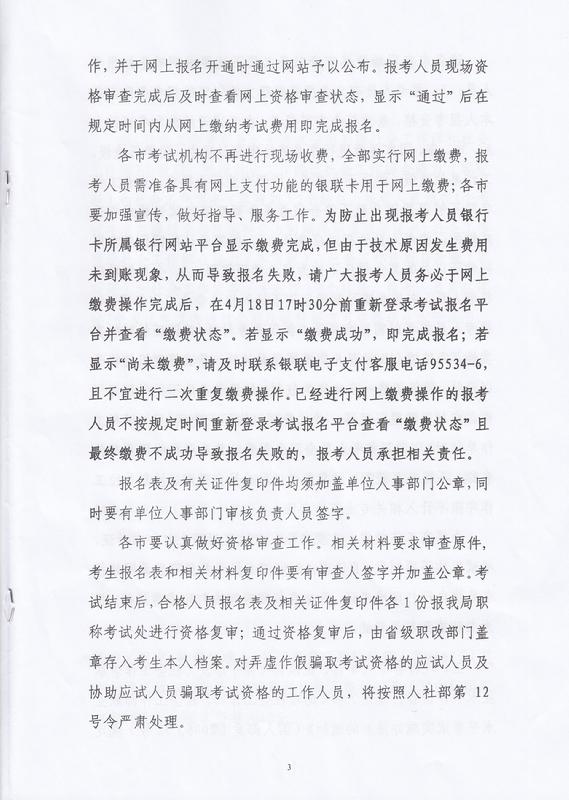 作，并于网上报名开通时通过网站予以公布。报考人员现场资
格审查完成后及时查看网上资格审查状态，显示“通过”后在
规定时间内从网上缴纳考试费用即完成报名。
各市考试机构不再进行现场收费，全部实行网上缴费，报
考人员需准备具有网上支付功能的银联卡用于网上缴费；各市
要加强宣传，做好指导、服务工作。为防止出现报考人员银行
卡所属银行网站平台显示缴费完成，但由于技术原因发生费用
未到账现象，从而导致报名失败，请广大报考人员务必于网上
缴费操作完成后，在4月18日17时30分前重新登录考试报名平
台并查看“缴费状态”。若显示“缴费成功”，即完成报名；若
显示“尚未缴费”，请及时联系银联电子支付客服电话95534-6，
且不宜进行二次重复缴费操作。已经进行网上缴费操作的报考
人员不按规定时间重新登录考试报名平台查看“缴费状态”且
最终缴费不成功导致报名失败的，报考人员承担相关责任。
报名表及有关证件复印件均须加盖单位人事部门公章，同
时要有单位人事部门审核负责人员签字。
各市要认真做好资格审查工作。相关材料要求审查原件，
考生报名表和相关材料复印件要有审查人签字并加盖公章。考
试结束后，合格人员报名表及相关证件复印件各1份报我局职
称考试处进行资格复审；通过资格复审后，由省级职改部门盖
章存入考生本人档案。对弄虚作假骗取考试资格的应试人员及
协助应试人员骗取考试资格的工作人员，将按照人社部第 12
号令严肃处理。
3